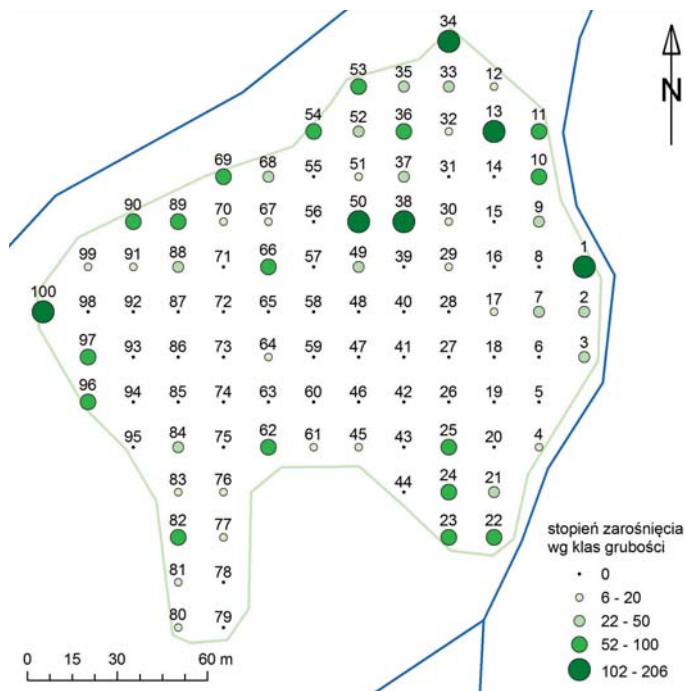 34
N
53 35 33 12
54 52 36 32 13 11
69 68 55 51 37 31 14 10
90 89 70 67 56 50 38 30 15 9
99 91 88 71 66 57 49 39 29 16 8 1
100 98 92 87 72 65 58 48 40 28 17 7 2
97 93 86 73 64 59 47 41 27 18 6 3
96 94 85 74 63 60 46 42 26 19 5
95 84 75 62 61 45 43 25 20 4
83 76 44 24 21
82 77 23 22
81 78
80 79
stopień zarośnięcia
wg klas grubości
0
6 - 20
22 - 50
52 - 100
102 - 206
0 15 30 60 m